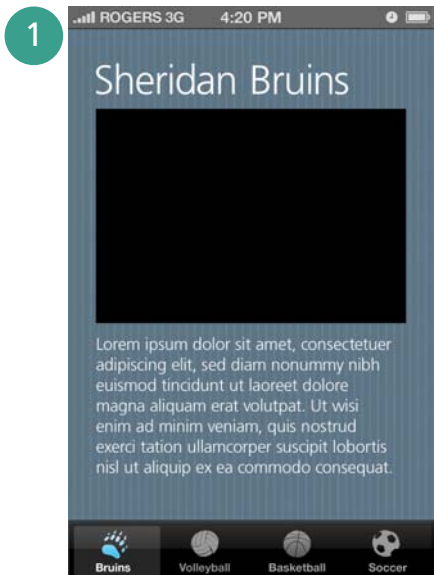 1
ROGERS 3G 4:20 PM
Sheridan Bruins
Lorem ipsum dolor sit amet, consectetuer
adipiscing elit, sed diam nonummy nibh
euismod tincidunt ut laoreet dolore
magna aliquam erat volutpat. Ut wisi
enim ad minim veniam, quis nostrud
exerci tation ullamcorper suscipit lobortis
nisl ut aliquip ex ea commodo consequat.
Bruins Volleyball Basketball Soccer